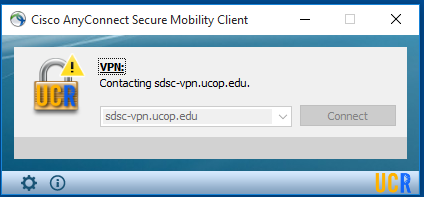 Cisco AnyConnect Secure Mobility Client
VPN:
Contacting sdsc-vpn.ucop.edu.
UCR
sdsc-vpn.ucop.edu
Connect
UCR